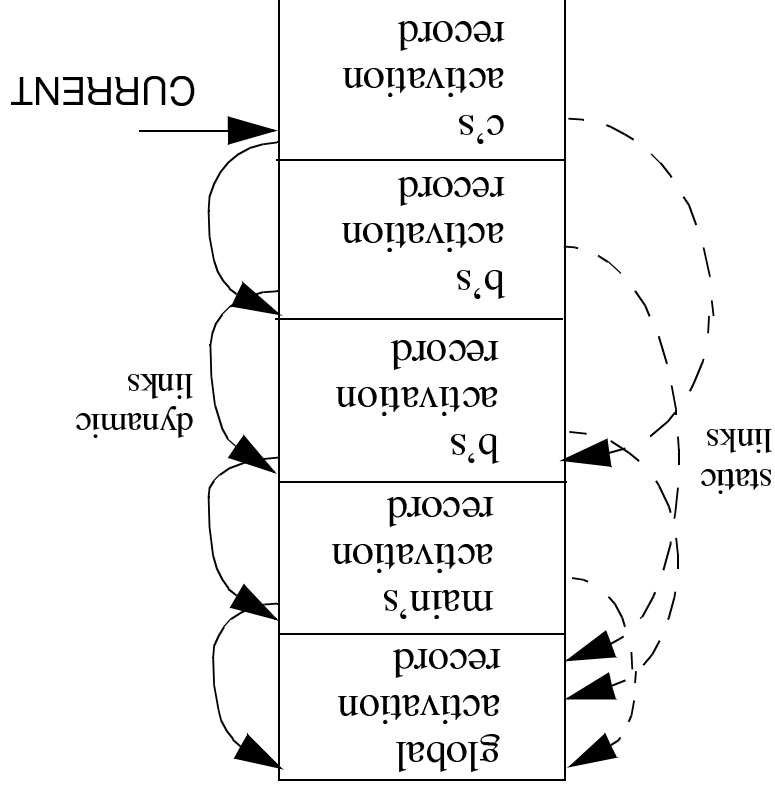 global
activation
record
main's
activation
record
static
links
b's
activation
record
dynamic
links
b's
activation
record
c's
activation
record
CURRENT